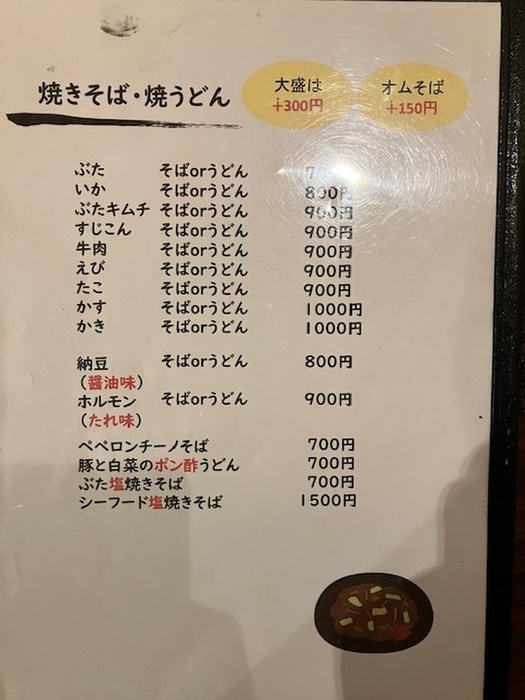 焼きそば・焼うどん
大盛は
+300円
オムそば
+150円
ぶた そばorうどん
いか そばorうどん 800円
ぶたキムチ そばorうどん 900円
すじこん そばorうどん 900円
牛肉 そばorうどん 900円
えび そばorうどん 900円
たこ そばorうどん 900円
かす そばorうどん 1000円
かき そばorうどん 1000円
納豆 そばorうどん 800円
(醤油味)
ホルモン そばorうどん 900円
(たれ味)
ペペロンチーノそば 700円
豚と白菜のポン酢うどん 700円
ぶた塩焼きそば 700円
シーフード塩焼きそば 1500円